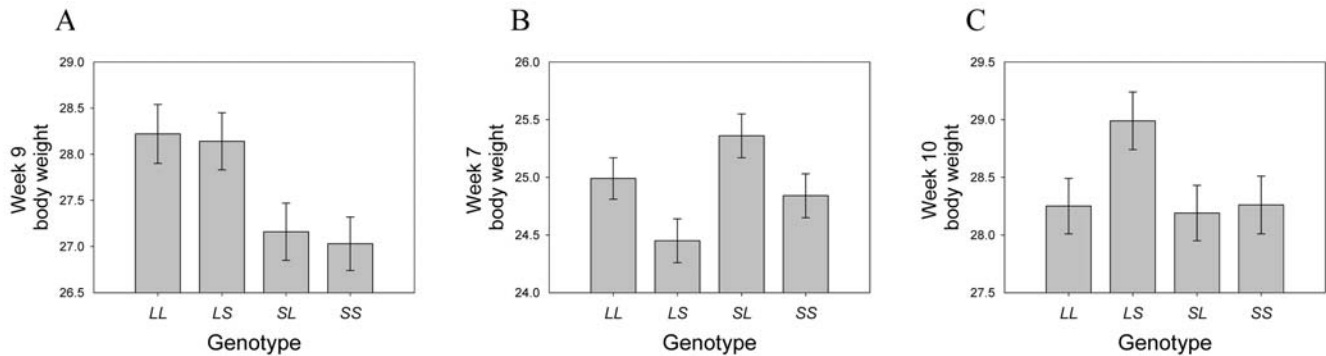 A
Week 9
body weight
29.0
28.5
28.0
27.5
27.0
26.5
LL LS SL SS
Genotype
B
Week 7
body weight
26.0
25.5
25.0
24.5
24.0
LL LS SL SS
Genotype
C
Week 10
body weight
29.5
29.0
28.5
28.0
27.5
LL LS SL SS
Genotype